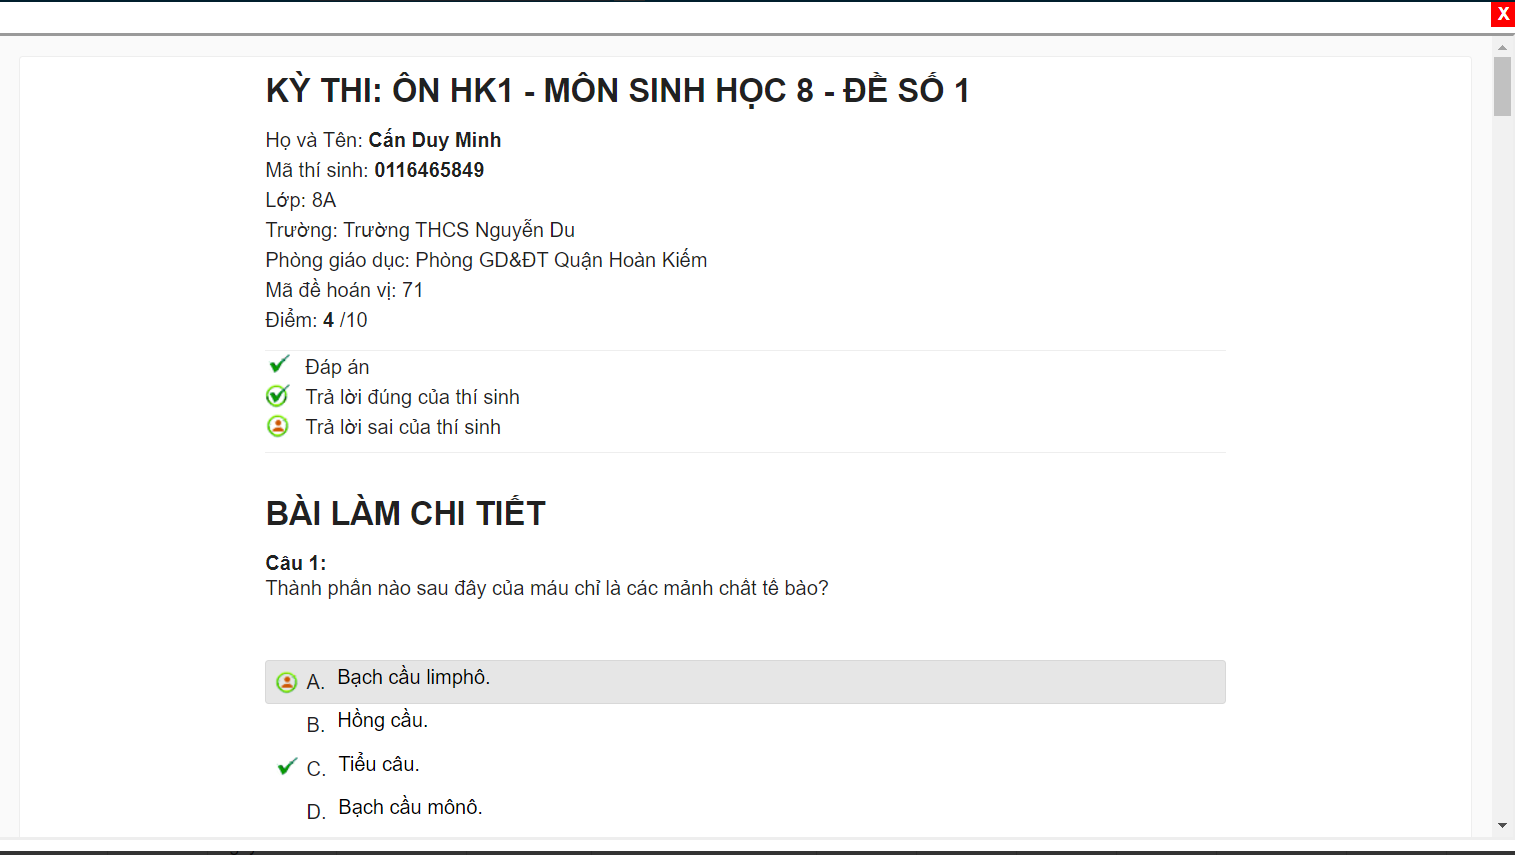 X
KỲ THI: ÔN HK1 - MÔN SINH HỌC 8 - ĐỀ SỐ 1
Họ và Tên: Cấn Duy Minh
Mã thí sinh: 0116465849
Lớp: 8A
Trường: Trường THCS Nguyễn Du
Phòng giáo dục: Phòng GD&ĐT Quận Hoàn Kiếm
Mã đề hoán vị: 71
Điểm: 4 /10
Đáp án
Trả lời đúng của thí sinh
Trả lời sai của thí sinh
BÀI LÀM CHI TIẾT
Câu 1:
Thành phần nào sau đây của máu chỉ là các mảnh chất tế bào?
A. Bạch cầu limphô.
B. Hồng cầu.
C. Tiểu cầu.
D. Bạch cầu mônô.